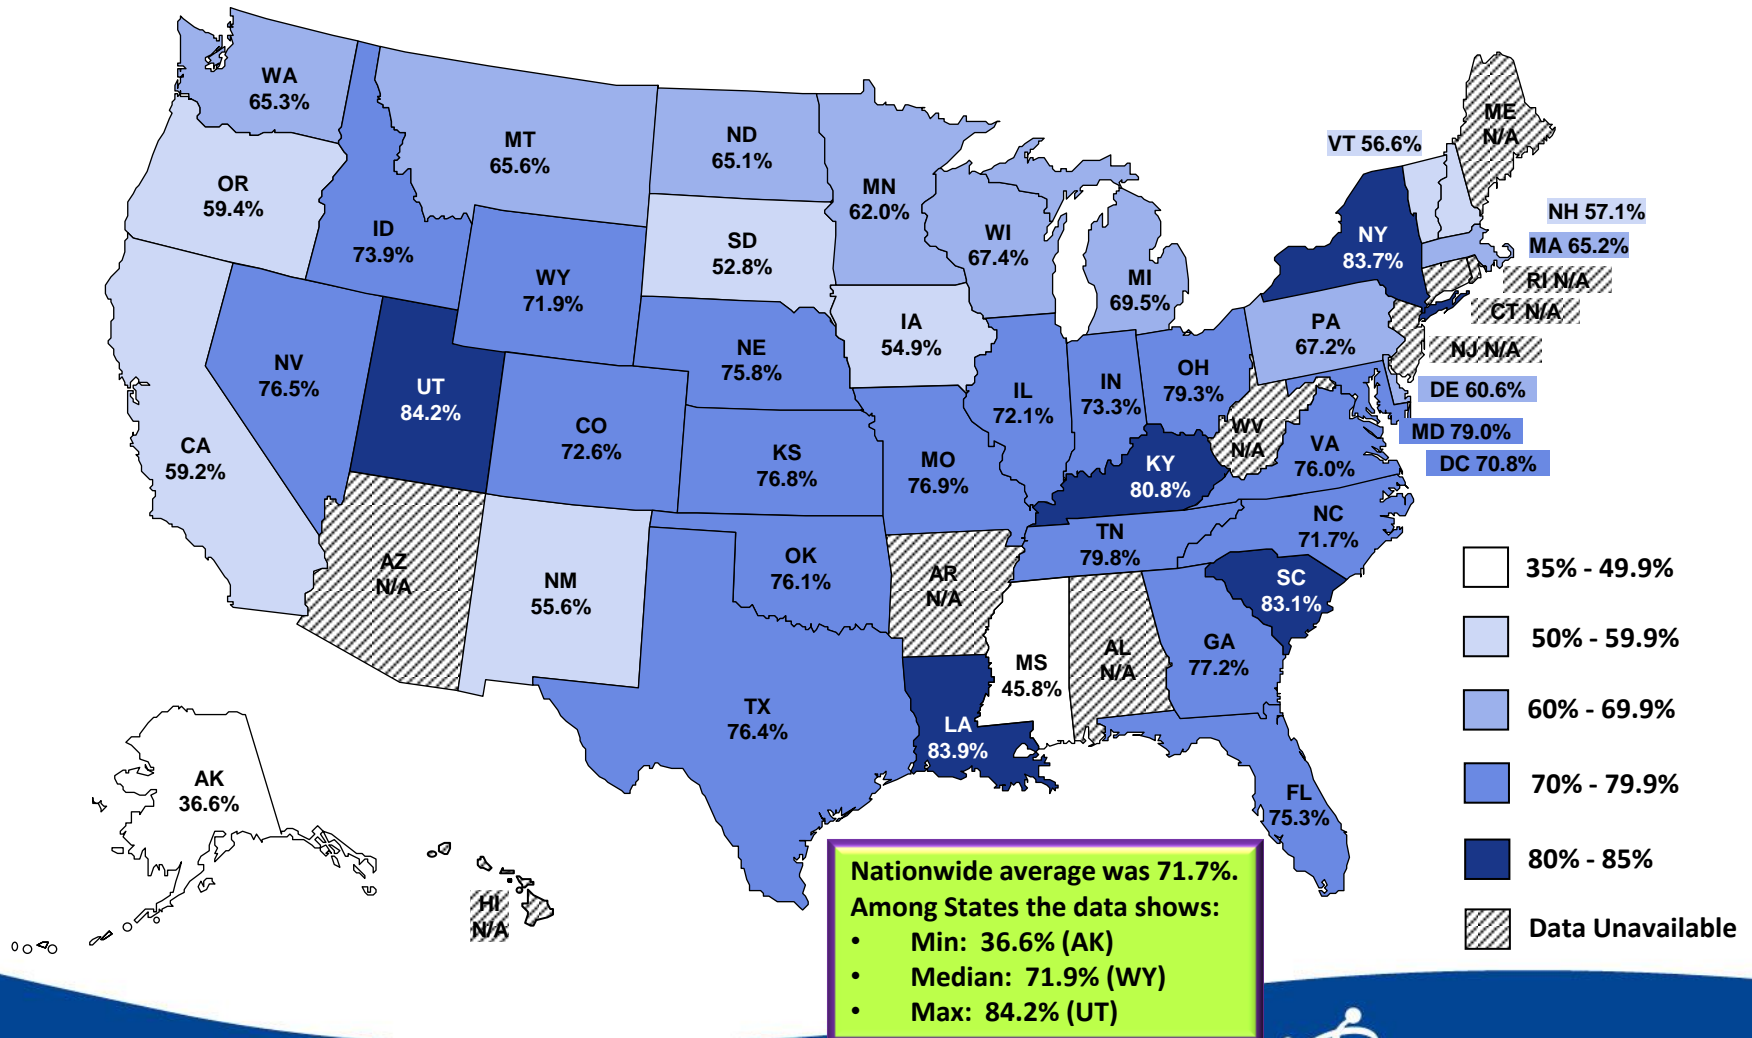 WA
65.3%
MT
65.6%
ND
65.1%
MN
62.0%
VT 56.6%
ME
N/A
OR
59.4%
ID
73.9%
WY
71.9%
SD
52.8%
WI
67.4%
MI
69.5%
NY
83.7%
NH 57.1%
MA 65.2%
RI N/A
CT N/A
NJ N/A
DE 60.6%
MD 79.0%
DC 70.8%
NV
76.5%
UT
84.2%
CO
72.6%
NE
75.8%
IA
54.9%
IL
72.1%
IN
73.3%
OH
79.3%
PA
67.2%
WV
N/A
VA
76.0%
CA
59.2%
KS
76.8%
MO
76.9%
KY
80.8%
NC
71.7%
TN
79.8%
SC
83.1%
AZ
N/A
NM
55.6%
OK
76.1%
AR
N/A
MS
45.8%
AL
N/A
GA
77.2%
TX
76.4%
LA
83.9%
FL
75.3%
AK
36.6%
HI
N/A
35% - 49.9%
50% - 59.9%
60% - 69.9%
70% - 79.9%
80% - 85%
Data Unavailable
Nationwide average was 71.7%.
Among States the data shows:
• Min: 36.6% (AK)
• Median: 71.9% (WY)
• Max: 84.2% (UT)